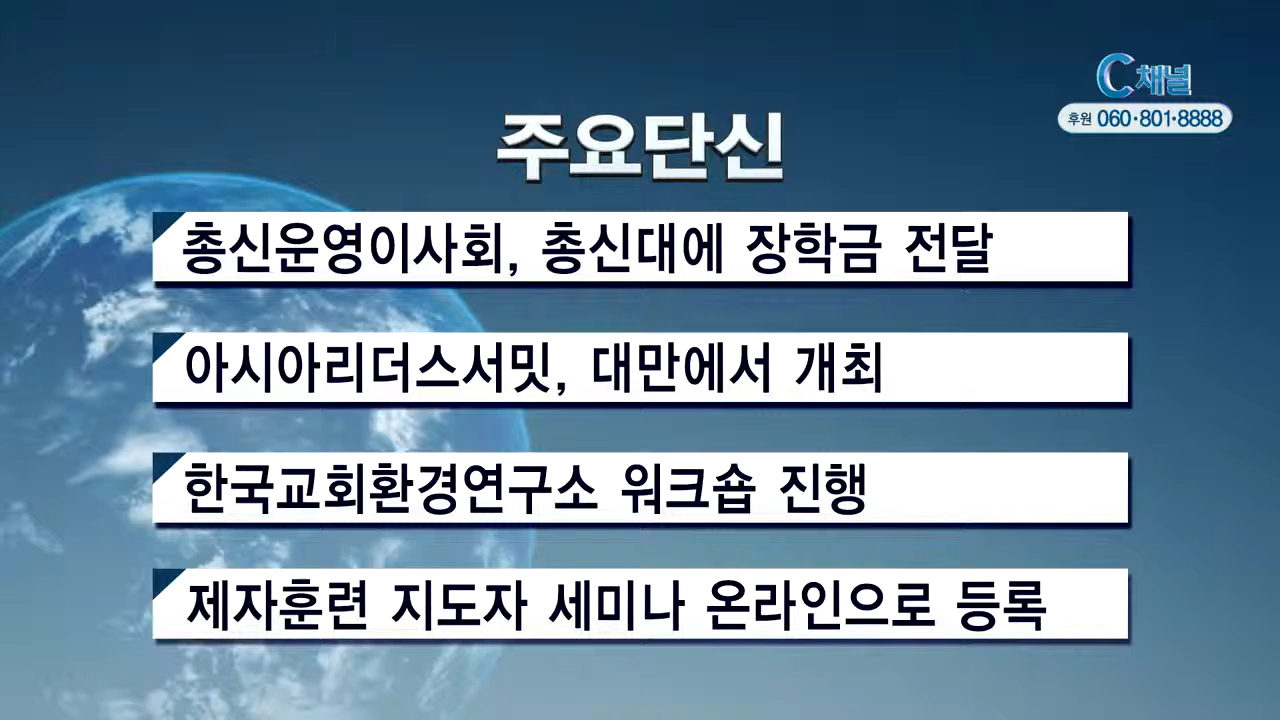 C채널
후원 060·801·8888
주요단신
총신운영이사회, 총신대에 장학금 전달
아시아리더스서밋, 대만에서 개최
한국교회환경연구소 워크숍 진행
제자훈련 지도자 세미나 온라인으로 등록